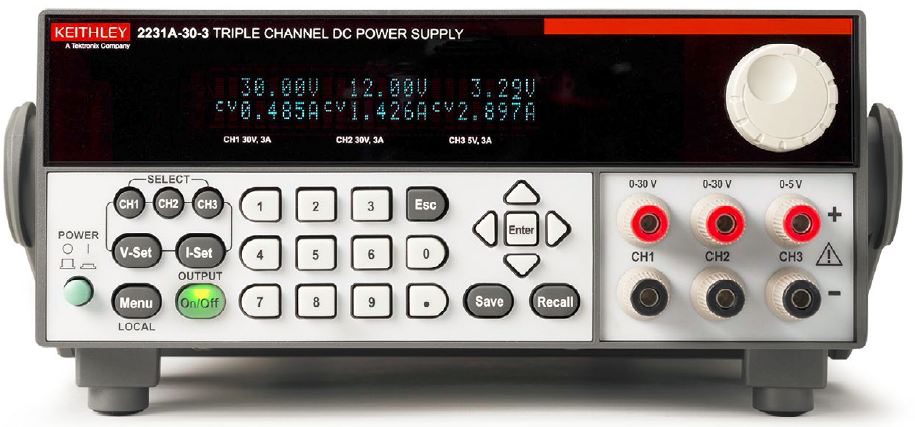 KEITHLEY 2231A-30-3 TRIPLE CHANNEL DC POWER SUPPLY
A Tektronix Company
30.00V 12.00V 3.29V
CV0.485A CV1.426A CV2.897A
CH1 30V, 3A CH2 30V, 3A CH3 5V, 3A
SELECT
CH1 CH2 CH3 1 2 3 Esc
0-30 V 0-30 V 0-5 V
+
POWER V-Set I-Set 4 5 6 0 Enter
O I
CH1 CH2 CH3
OUTPUT
Menu On/Off 7 8 9 . Save Recall
-
LOCAL